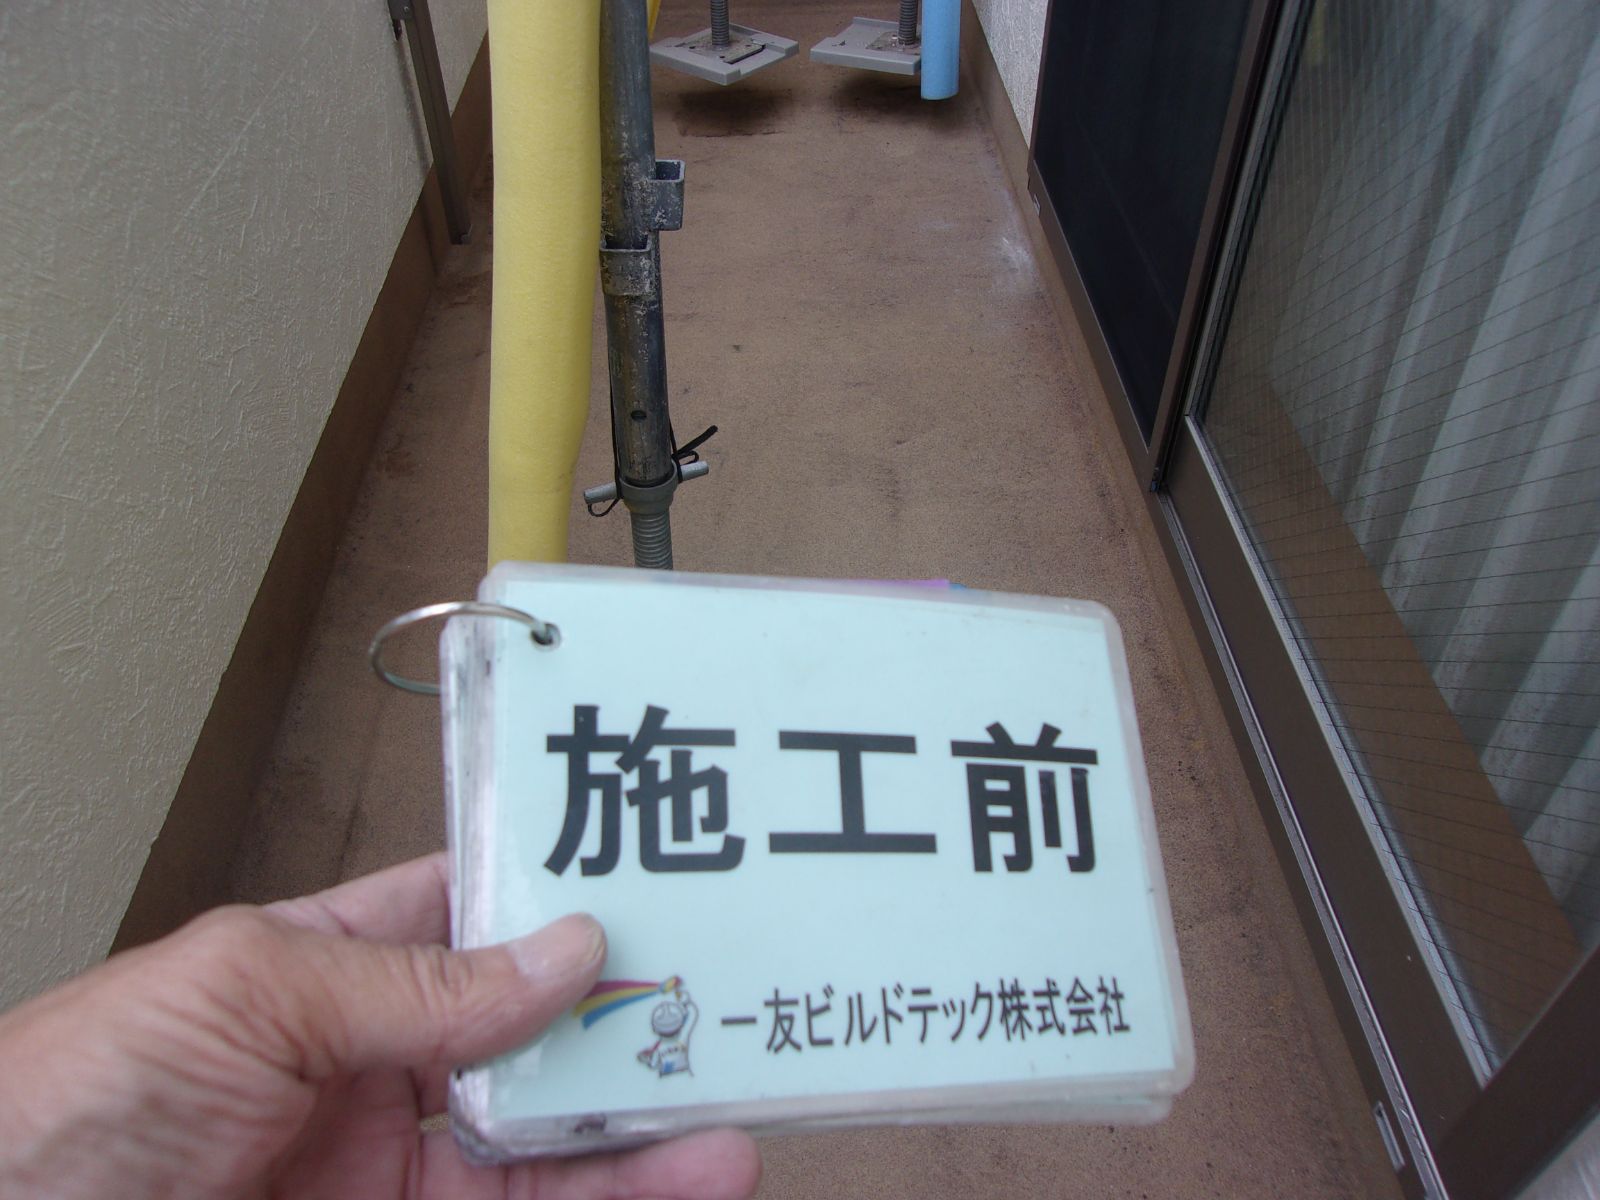 施工前
一友ビルドテック株式会社